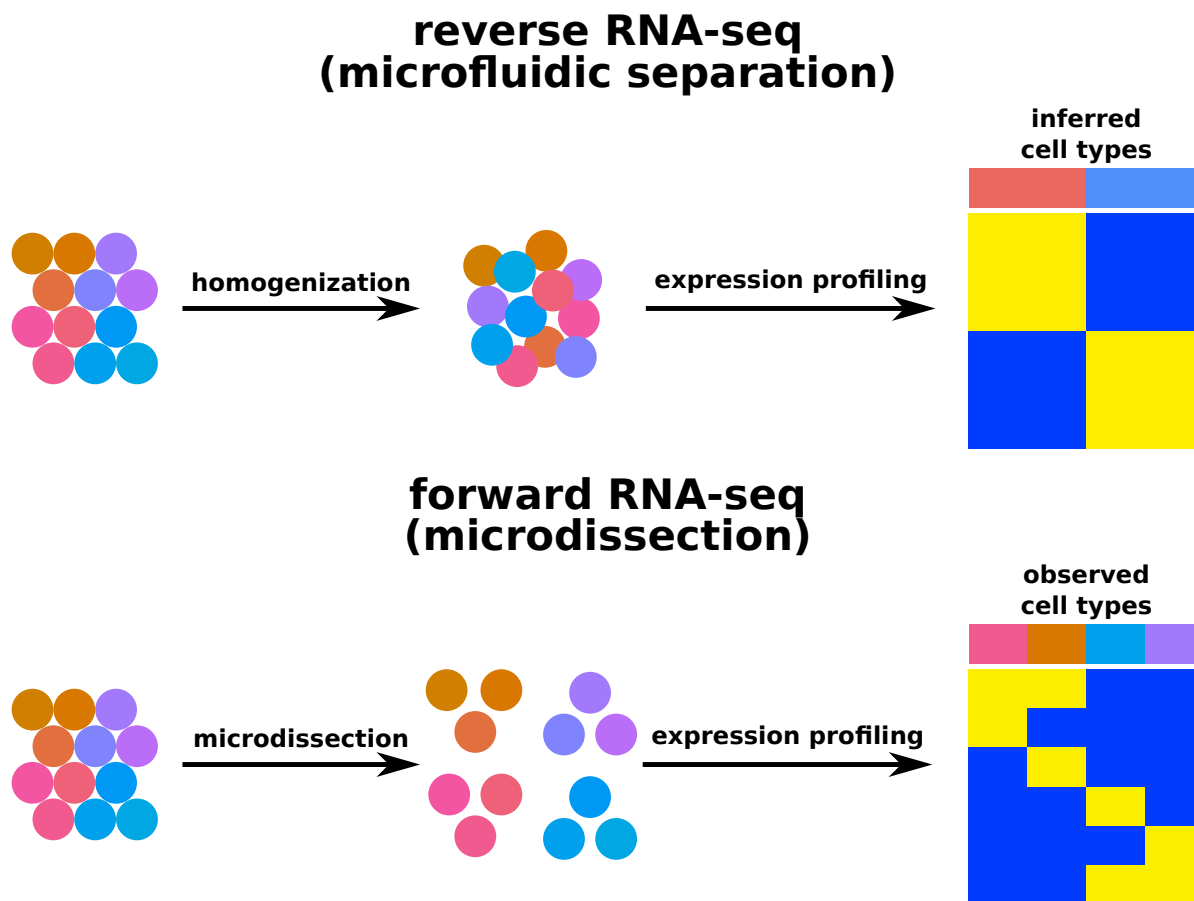 reverse RNA-seq
(microfluidic separation)
inferred
cell types
homogenization
expression profiling
forward RNA-seq
(microdissection)
observed
cell types
microdissection
expression profiling